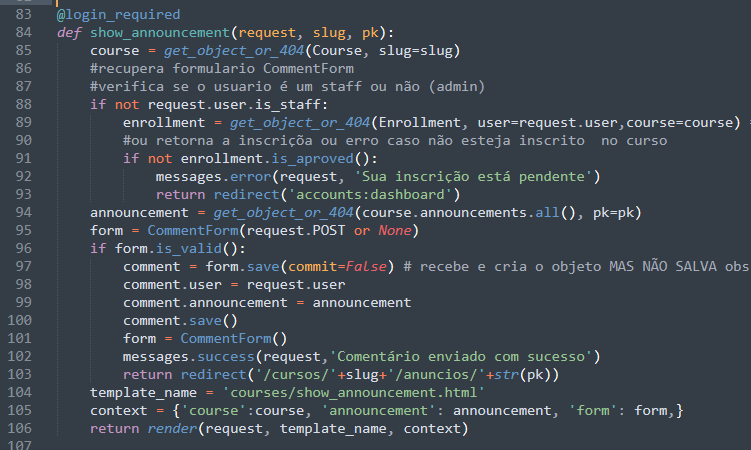 83 @login_required
84 def show_announcement(request, slug, pk):
85 course = get_object_or_404(Course, slug=slug)
86 #recupera formulario CommentForm
87 #verifica se o usuario é um staff ou não (admin)
88 if not request.user.is_staff:
89 enrollment = get_object_or_404(Enrollment, user=request.user,course=course)
90 #ou retorna a inscriçãa ou erro caso não esteja inscrito  no curso
91 if not enrollment.is_aproved():
92 messages.error(request, 'Sua inscrição está pendente')
93 return redirect('accounts:dashboard')
94 announcement = get_object_or_404(course.announcements.all(), pk=pk)
95 form = CommentForm(request.POST or None)
96 if form.is_valid():
97 comment = form.save(commit=False) # recebe e cria o objeto MAS NÃO SALVA obs
98 comment.user = request.user
99 comment.announcement = announcement
100 comment.save()
101 form = CommentForm()
102 messages.success(request,'Comentário enviado com sucesso')
103 return redirect('/cursos/'+slug+'/anuncios/'+str(pk))
104 template_name = 'courses/show_announcement.html'
105 context = {'course':course, 'announcement': announcement, 'form': form,}
106 return render(request, template_name, context)
107